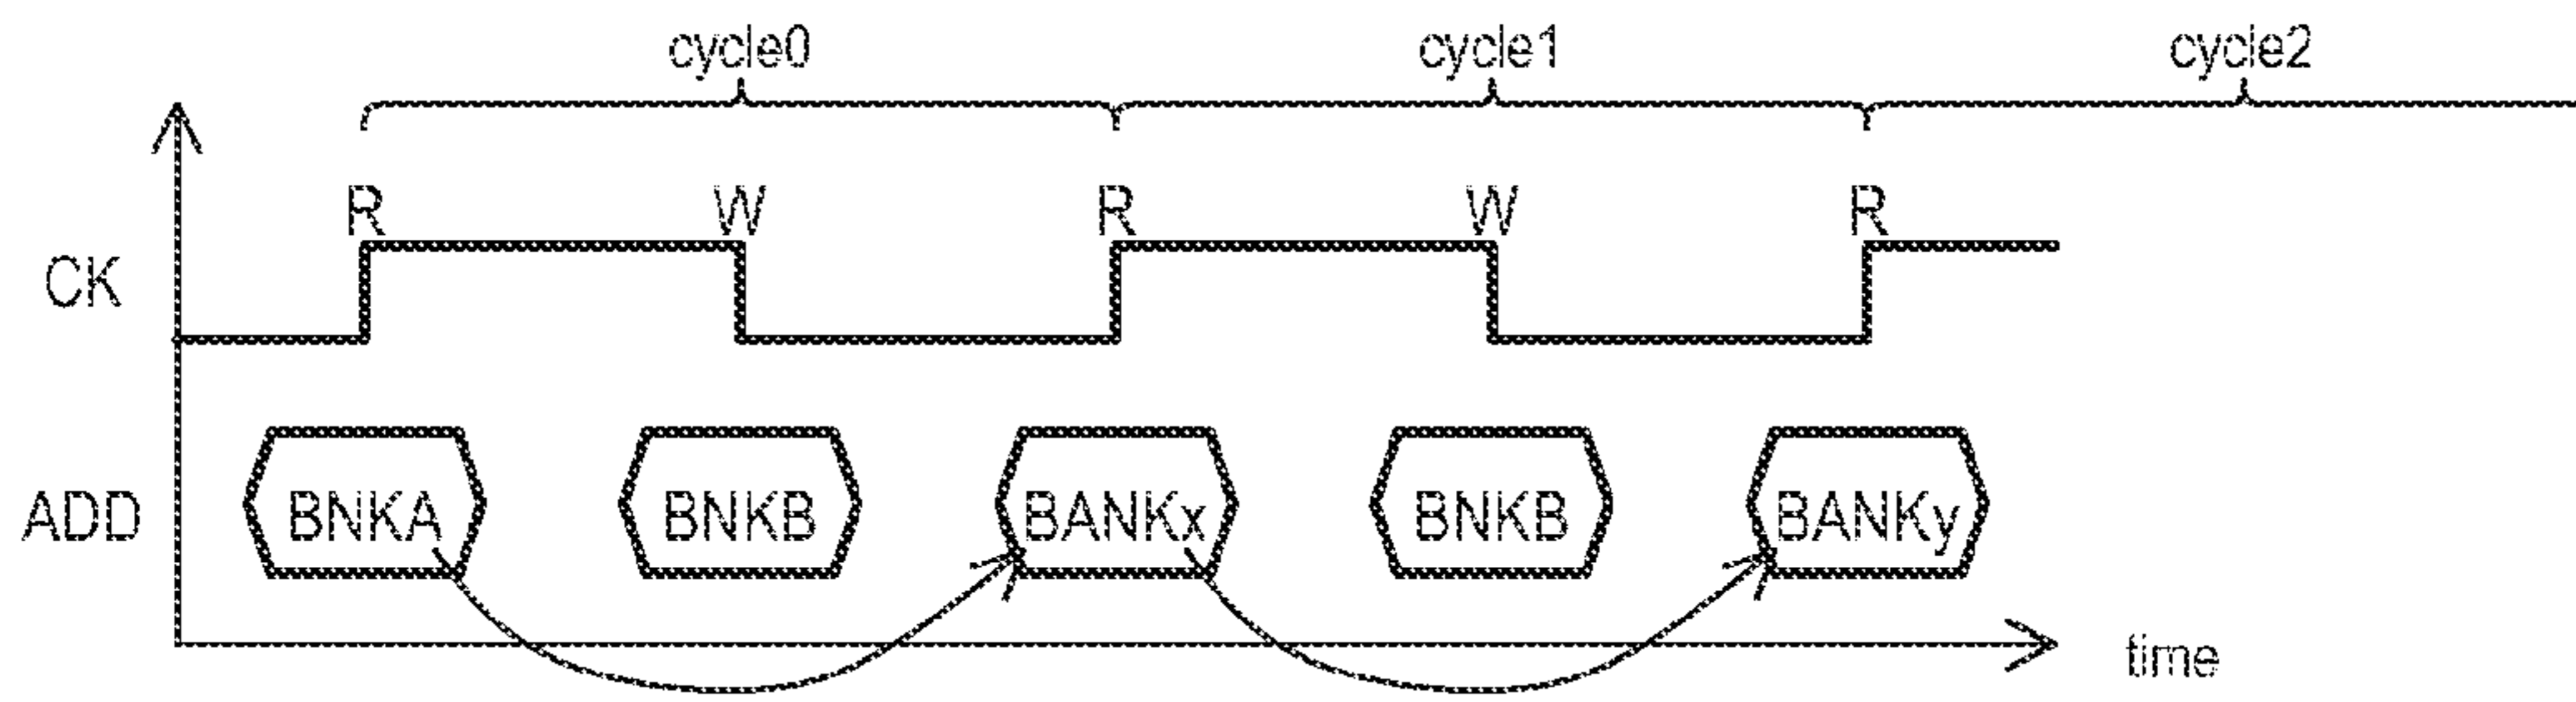 cycle0 cycle1 cycle2
R W R W R
CK
ADD BNKA BNKB BANKx BNKB BANKy
time